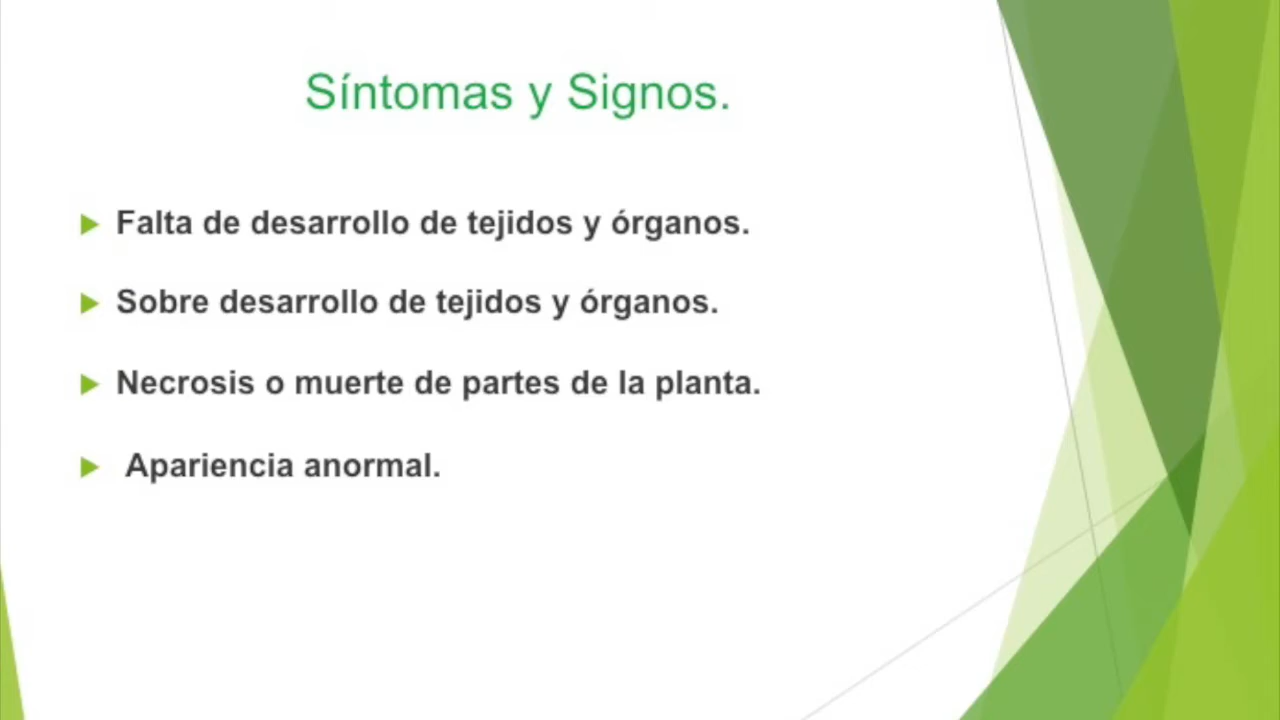 Síntomas y Signos.
Falta de desarrollo de tejidos y órganos.
Sobre desarrollo de tejidos y órganos.
Necrosis o muerte de partes de la planta.
Apariencia anormal.